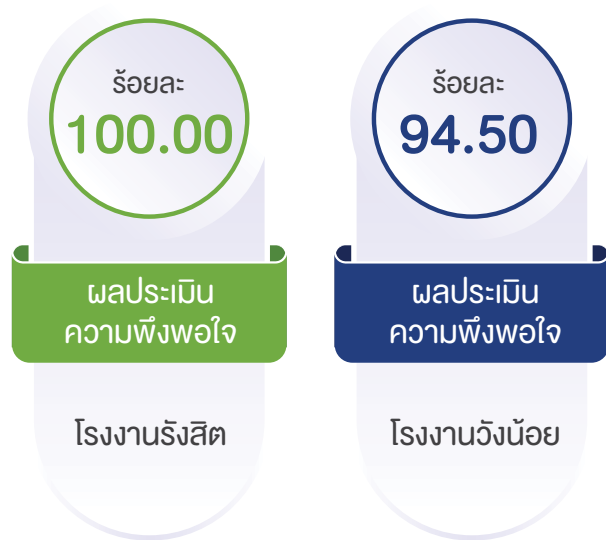 ร้อยละ
100.00
ผลประเมิน
ความพึงพอใจ
โรงงานรังสิต
ร้อยละ
94.50
ผลประเมิน
ความพึงพอใจ
โรงงานวังน้อย